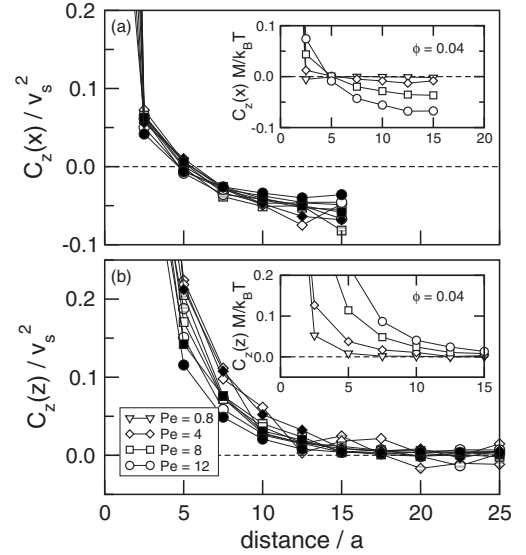 (a)
C_z(x) / v_s^2
0.2
0.1
0.0
-0.1
C_z(x) M/k_BT
0.1
0.0
-0.1
0 5 10 15 20
ϕ = 0.04
(b)
C_z(z) / v_s^2
0.2
0.1
0.0
C_z(z) M/k_BT
0.2
0.1
0.0
0 5 10 15
ϕ = 0.04
Pe = 0.8
Pe = 4
Pe = 8
Pe = 12
0 5 10 15 20 25
distance / a